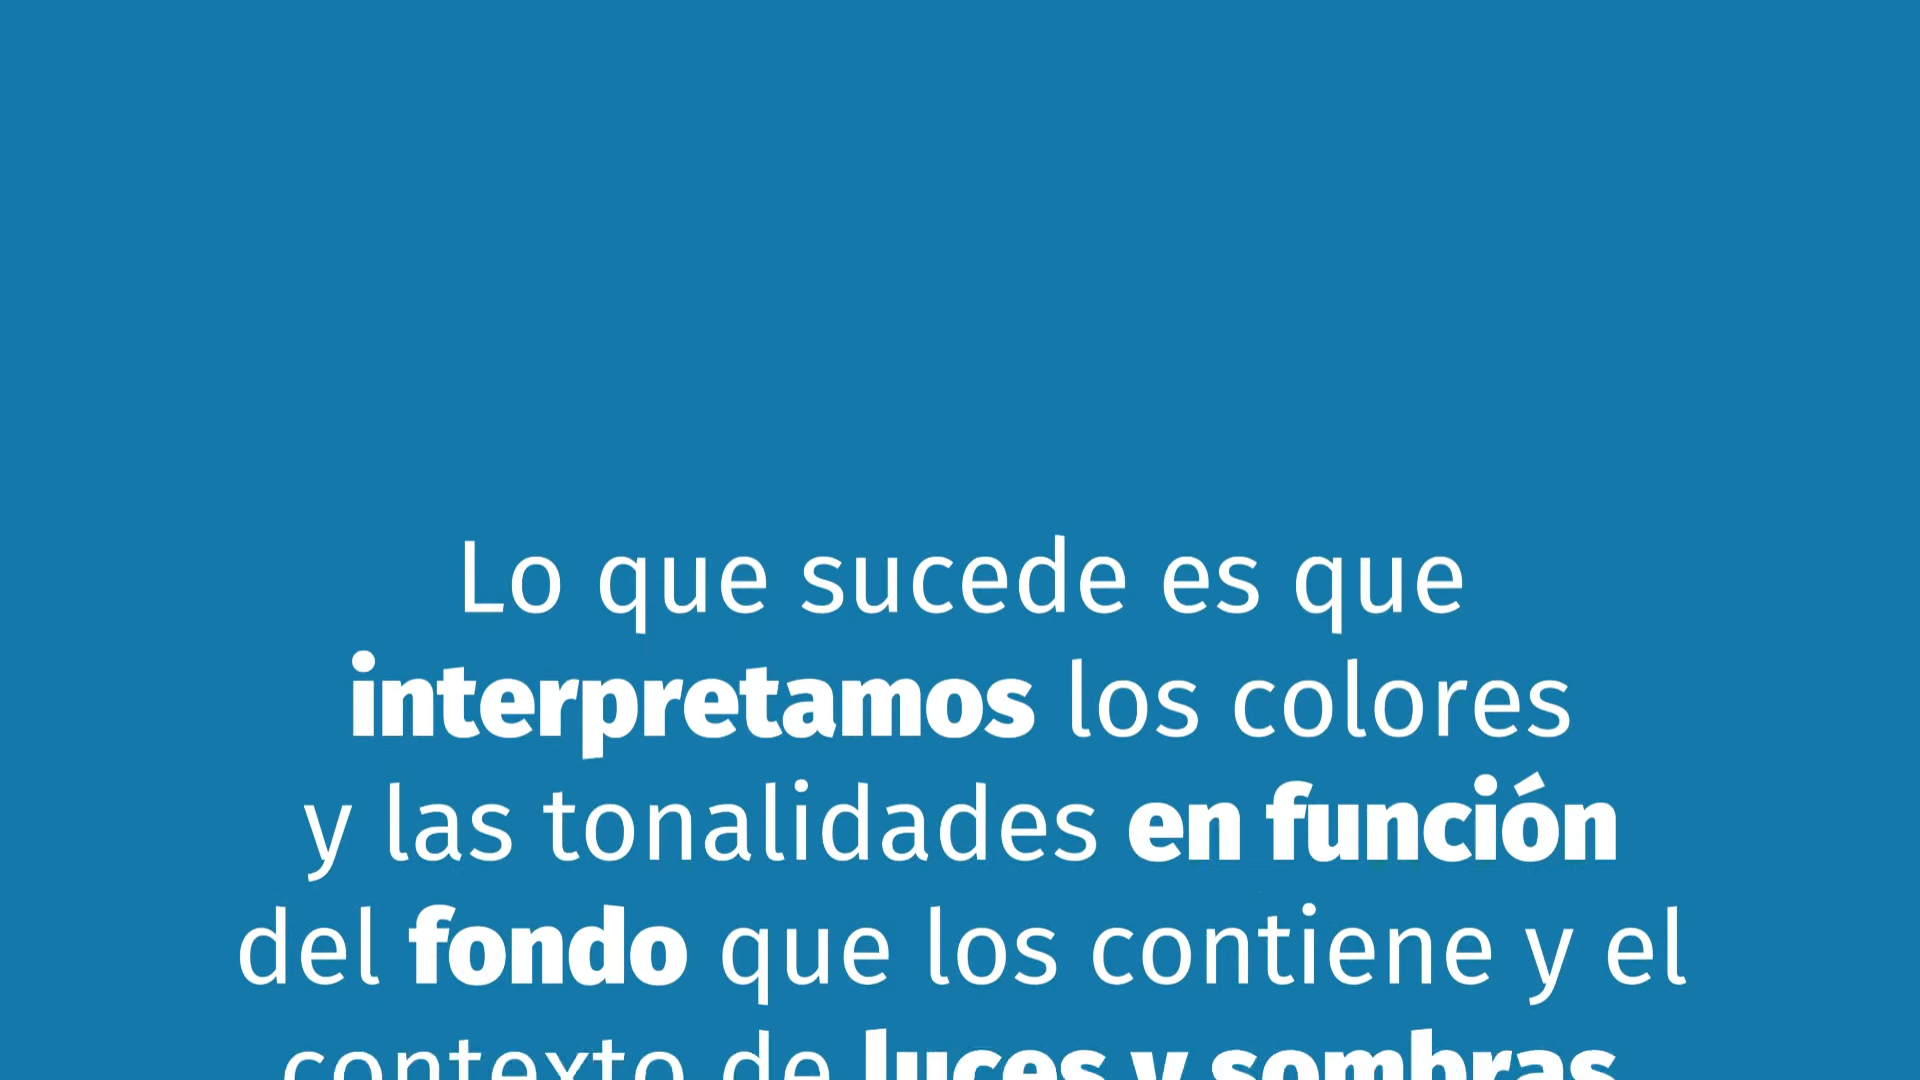 Lo que sucede es que
interpretamos los colores
y las tonalidades en función
del fondo que los contiene y el
contexto de luces y sombras